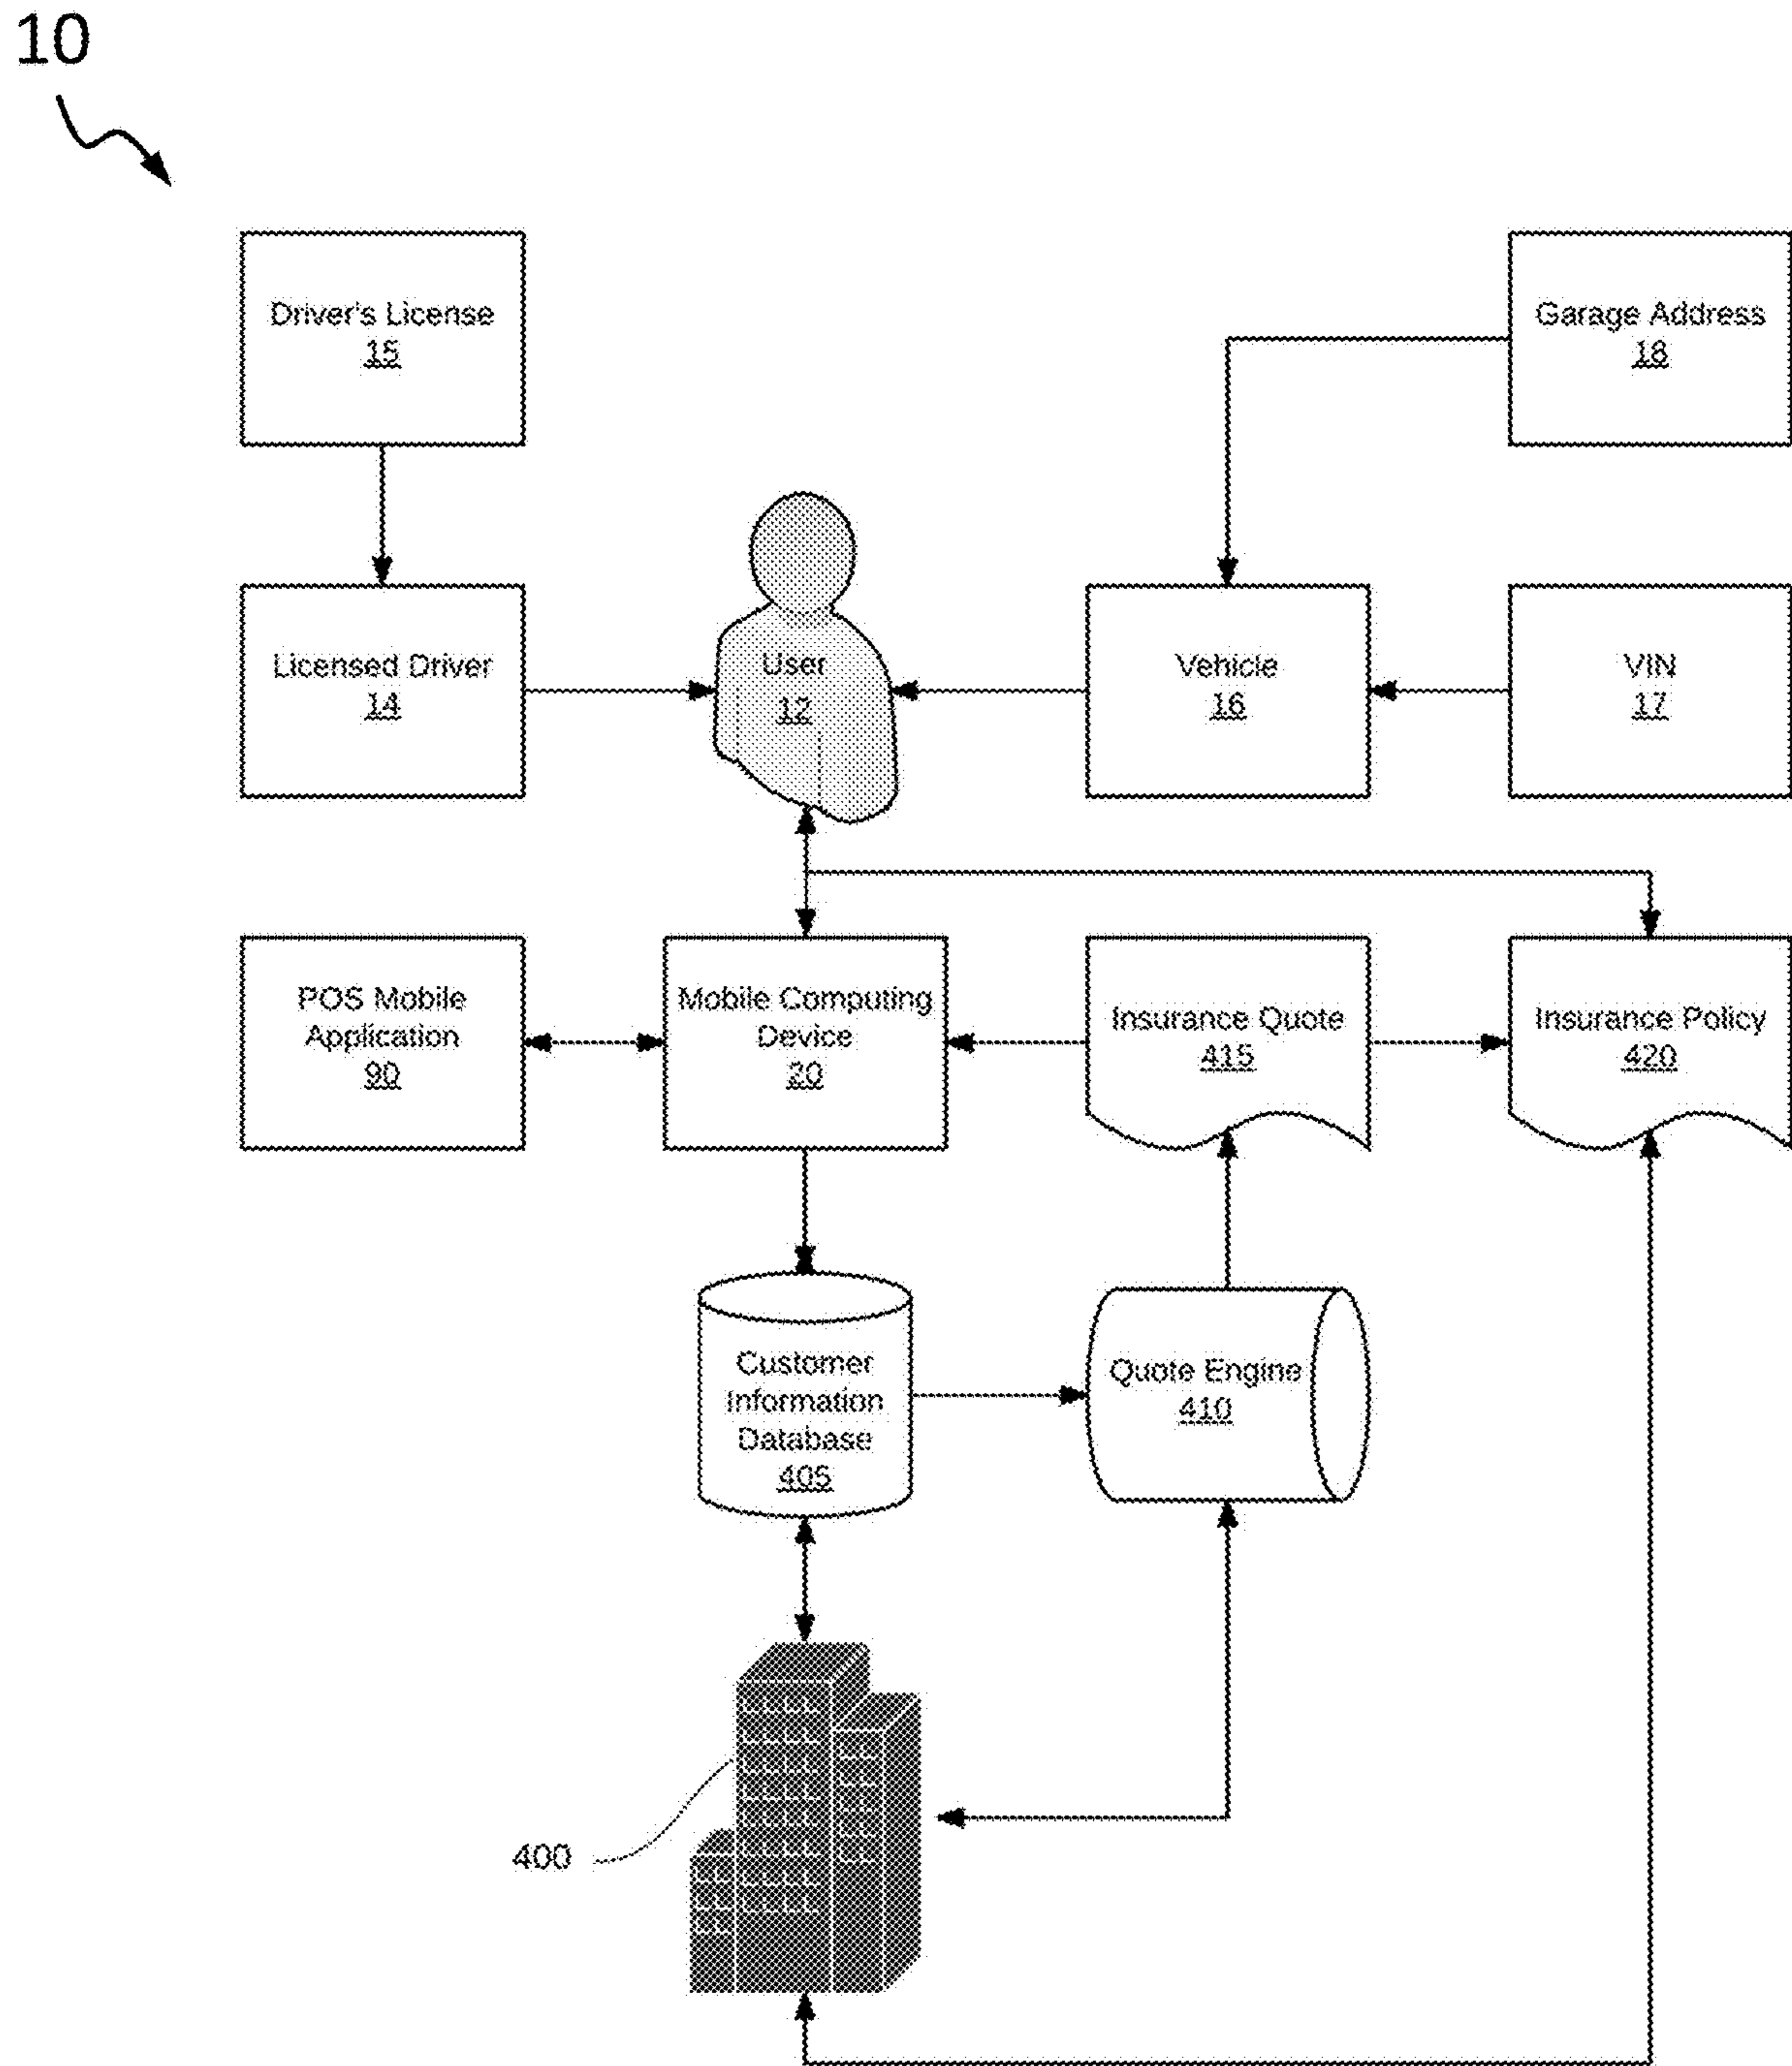 10
Driver's License
15
Garage Address
18
Licensed Driver
14
User
12
Vehicle
16
VIN
17
POS Mobile
Application
90
Mobile Computing
Device
20
Insurance Quote
415
Insurance Policy
420
Customer
Information
Database
405
Quote Engine
410
400